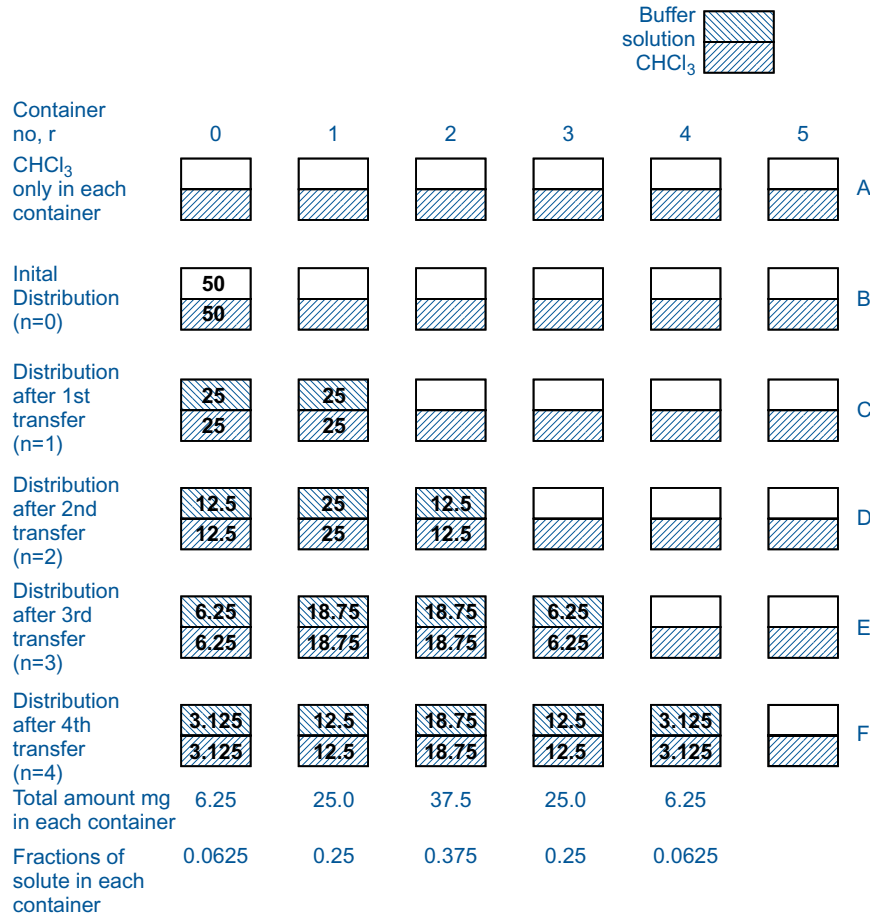 Buffer
solution
CHCl₃
Container
no, r 0 1 2 3 4 5
CHCl₃
only in each
container
A
Inital
Distribution
(n=0)
50
50
B
Distribution
after 1st
transfer
(n=1)
25 25
25 25
C
Distribution
after 2nd
transfer
(n=2)
12.5 25 12.5
12.5 25 12.5
D
Distribution
after 3rd
transfer
(n=3)
6.25 18.75 18.75 6.25
6.25 18.75 18.75 6.25
E
Distribution
after 4th
transfer
(n=4)
3.125 12.5 18.75 12.5 3.125
3.125 12.5 18.75 12.5 3.125
F
Total amount mg 6.25 25.0 37.5 25.0 6.25
in each container
Fractions of 0.0625 0.25 0.375 0.25 0.0625
solute in each
container